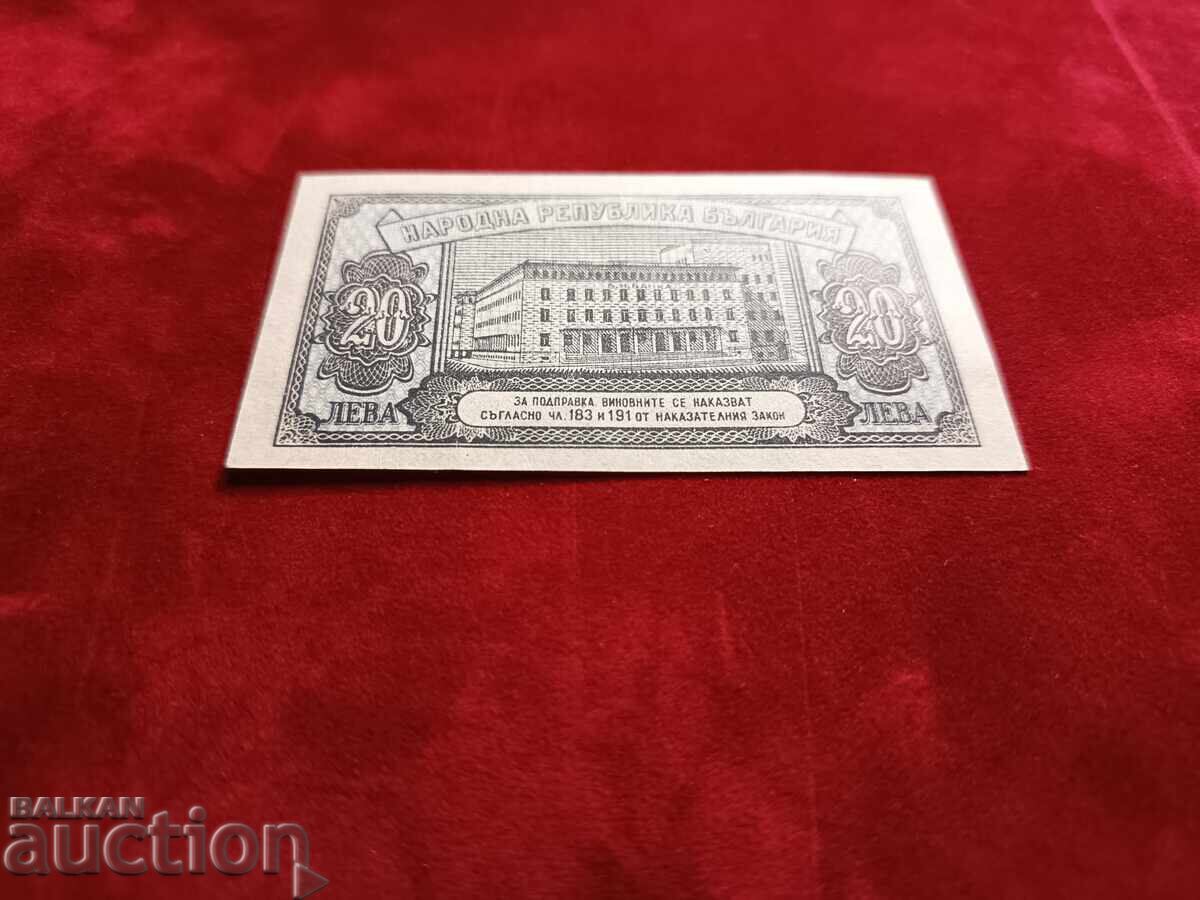 НАРОДНА РЕПУБЛИКА БЪЛГАРИЯ
20 20
ЛЕВА ЛЕВА
ЗА ПОДПРАВКА ВИНОВНИТЕ СЕ НАКАЗВАТ
СЪГЛАСНО ЧЛ. 183 И 191 ОТ НАКАЗАТЕЛНИЯ ЗАКОН
BALKAN
auction